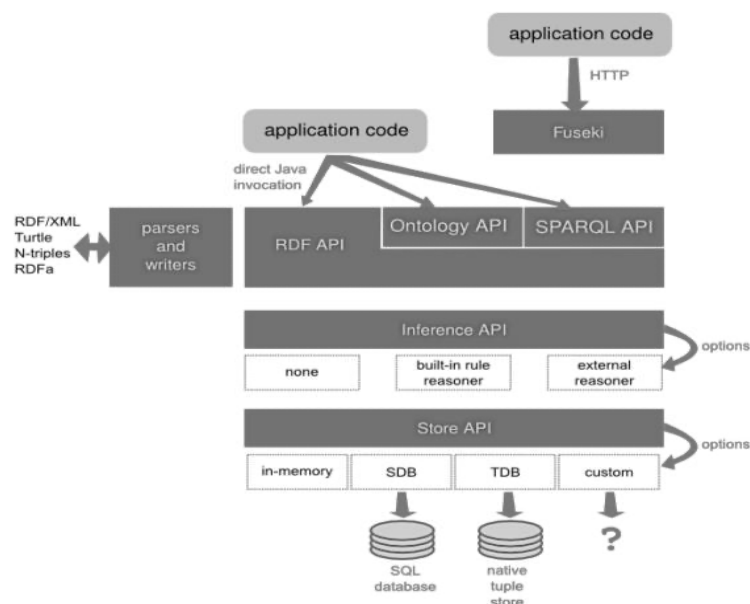 application code
HTTP
Fuseki
application code
direct Java
invocation
RDF/XML
Turtle
N-triples
RDFa
parsers
and
writers
RDF API
Ontology API
SPARQL API
Inference API
options
none
built-in rule
reasoner
external
reasoner
Store API
options
in-memory
SDB
TDB
custom
?
SQL
database
native
tuple
store